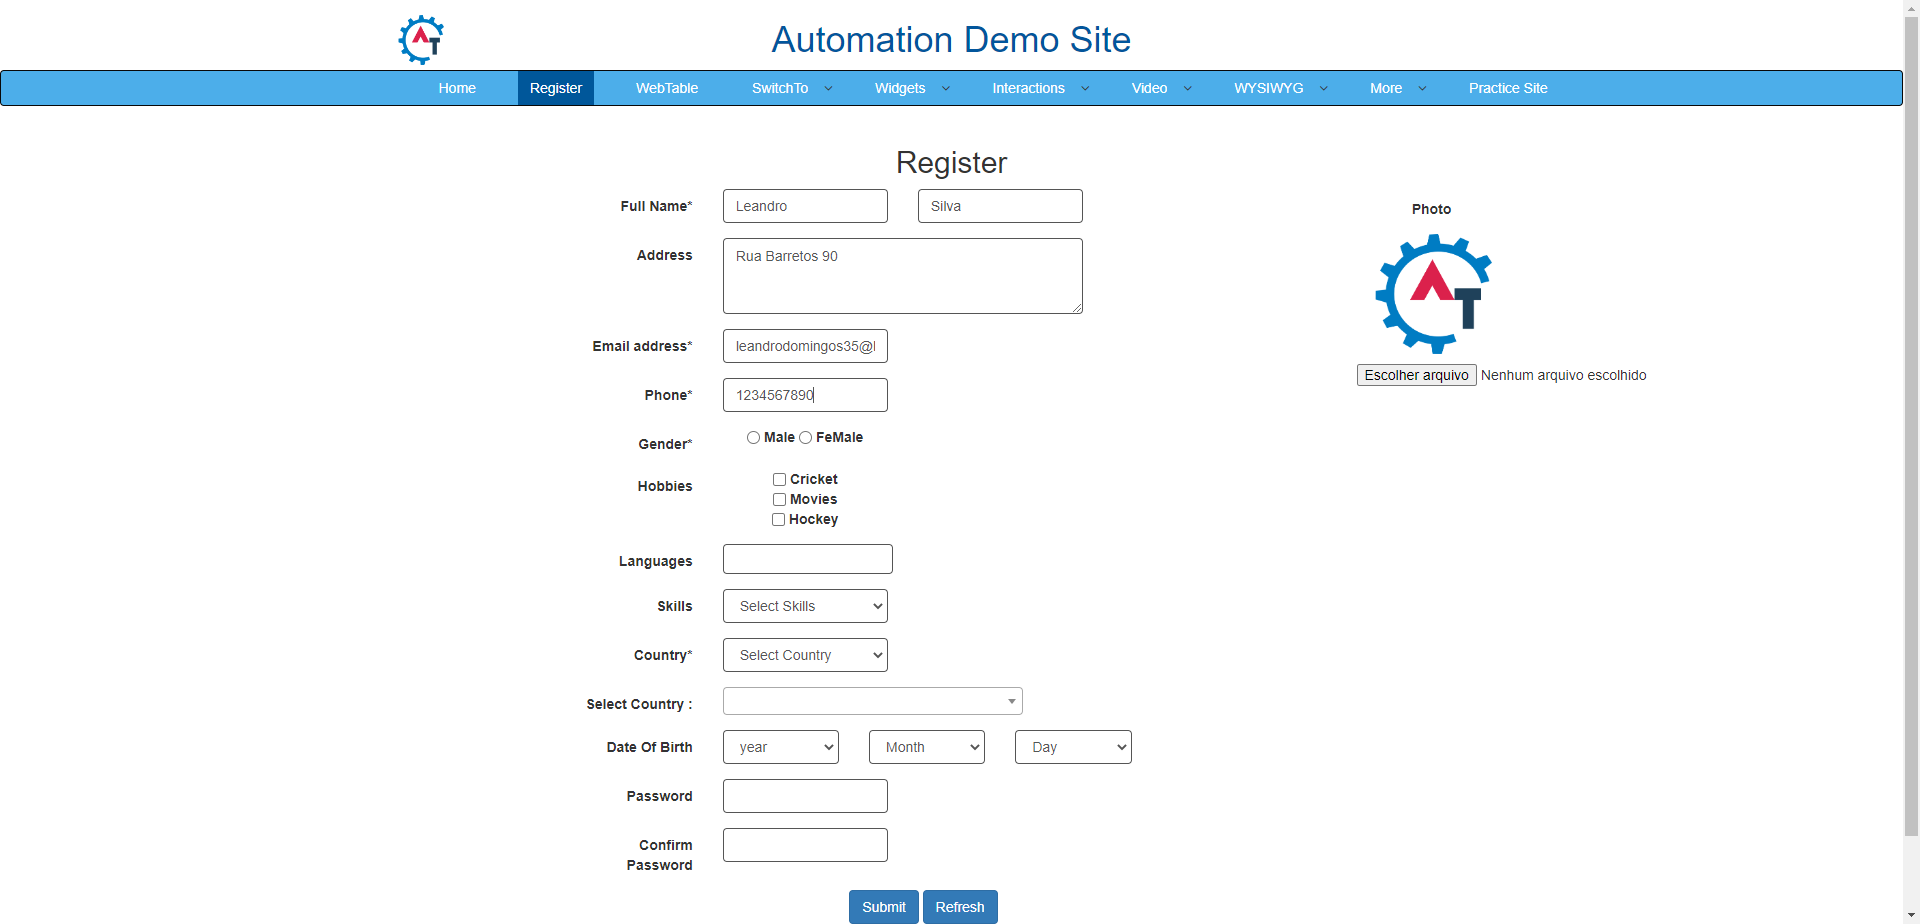 AT
Automation Demo Site
Home Register WebTable SwitchTo Widgets Interactions Video WYSIWYG More Practice Site
Register
Full Name* Leandro Silva
Photo
Address Rua Barretos 90
AT
Email address* leandrodomingos35@
Escolher arquivo Nenhum arquivo escolhido
Phone* 1234567890
Gender* Male FeMale
Hobbies Cricket
Movies
Hockey
Languages
Skills Select Skills
Country* Select Country
Select Country :
Date Of Birth year Month Day
Password
Confirm
Password
Submit Refresh